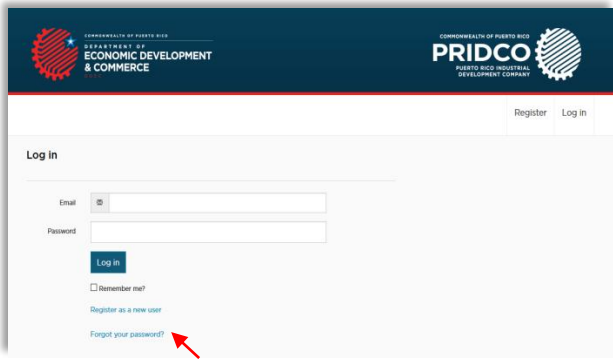 COMMONWEALTH OF PUERTO RICO
DEPARTMENT OF
ECONOMIC DEVELOPMENT
& COMMERCE
COMMONWEALTH OF PUERTO RICO
PRIDCO
PUERTO RICO INDUSTRIAL
DEVELOPMENT COMPANY
Register Log in
Log in
Email
Password
Log in
Remember me?
Register as a new user
Forgot your password?